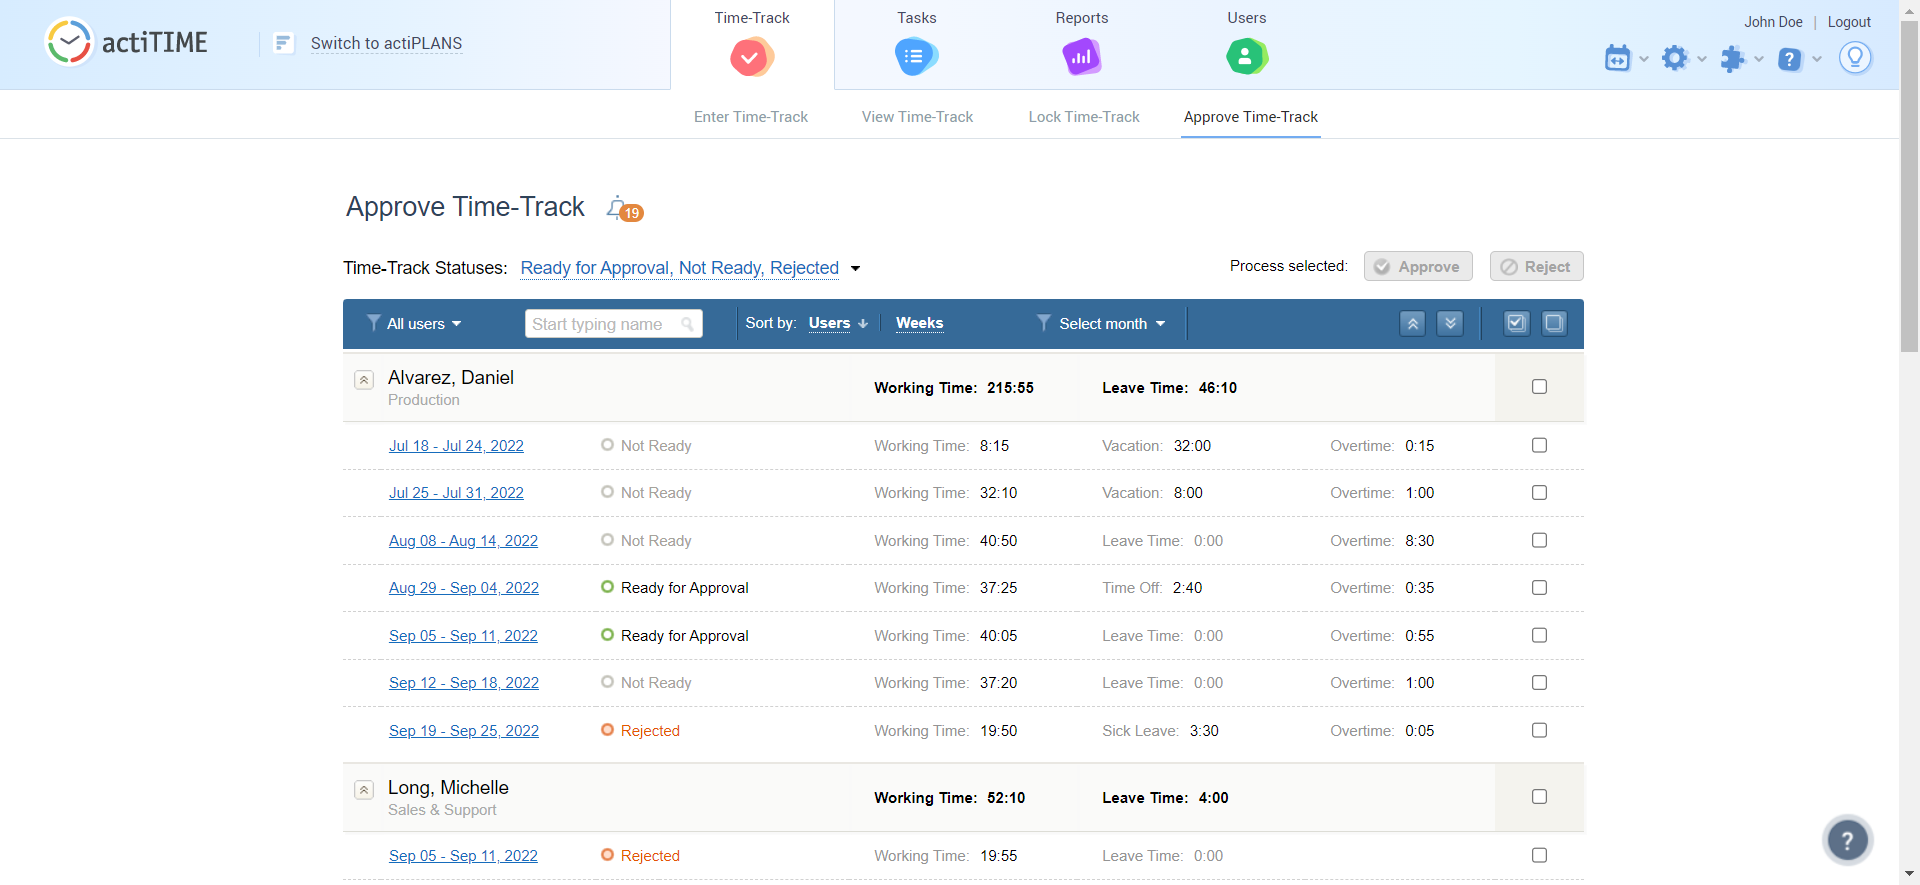 actiTIME
Switch to actiPLANS
Time-Track
Tasks
Reports
Users
John Doe | Logout
Enter Time-Track
View Time-Track
Lock Time-Track
Approve Time-Track
Approve Time-Track 19
Time-Track Statuses: Ready for Approval, Not Ready, Rejected
Process selected: Approve Reject
All users Start typing name Sort by: Users Weeks Select month
Alvarez, Daniel
Production
Working Time: 215:55 Leave Time: 46:10
Jul 18 - Jul 24, 2022 Not Ready Working Time: 8:15 Vacation: 32:00 Overtime: 0:15
Jul 25 - Jul 31, 2022 Not Ready Working Time: 32:10 Vacation: 8:00 Overtime: 1:00
Aug 08 - Aug 14, 2022 Not Ready Working Time: 40:50 Leave Time: 0:00 Overtime: 8:30
Aug 29 - Sep 04, 2022 Ready for Approval Working Time: 37:25 Time Off: 2:40 Overtime: 0:35
Sep 05 - Sep 11, 2022 Ready for Approval Working Time: 40:05 Leave Time: 0:00 Overtime: 0:55
Sep 12 - Sep 18, 2022 Not Ready Working Time: 37:20 Leave Time: 0:00 Overtime: 1:00
Sep 19 - Sep 25, 2022 Rejected Working Time: 19:50 Sick Leave: 3:30 Overtime: 0:05
Long, Michelle
Sales & Support
Working Time: 52:10 Leave Time: 4:00
Sep 05 - Sep 11, 2022 Rejected Working Time: 19:55 Leave Time: 0:00